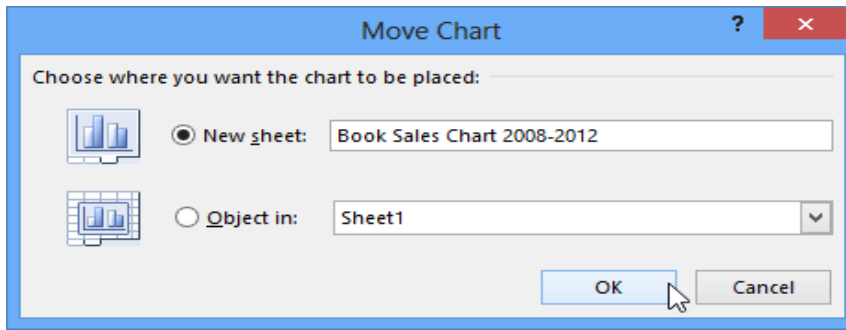 Move Chart
?
Choose where you want the chart to be placed:
New sheet: Book Sales Chart 2008-2012
Object in: Sheet1
OK Cancel